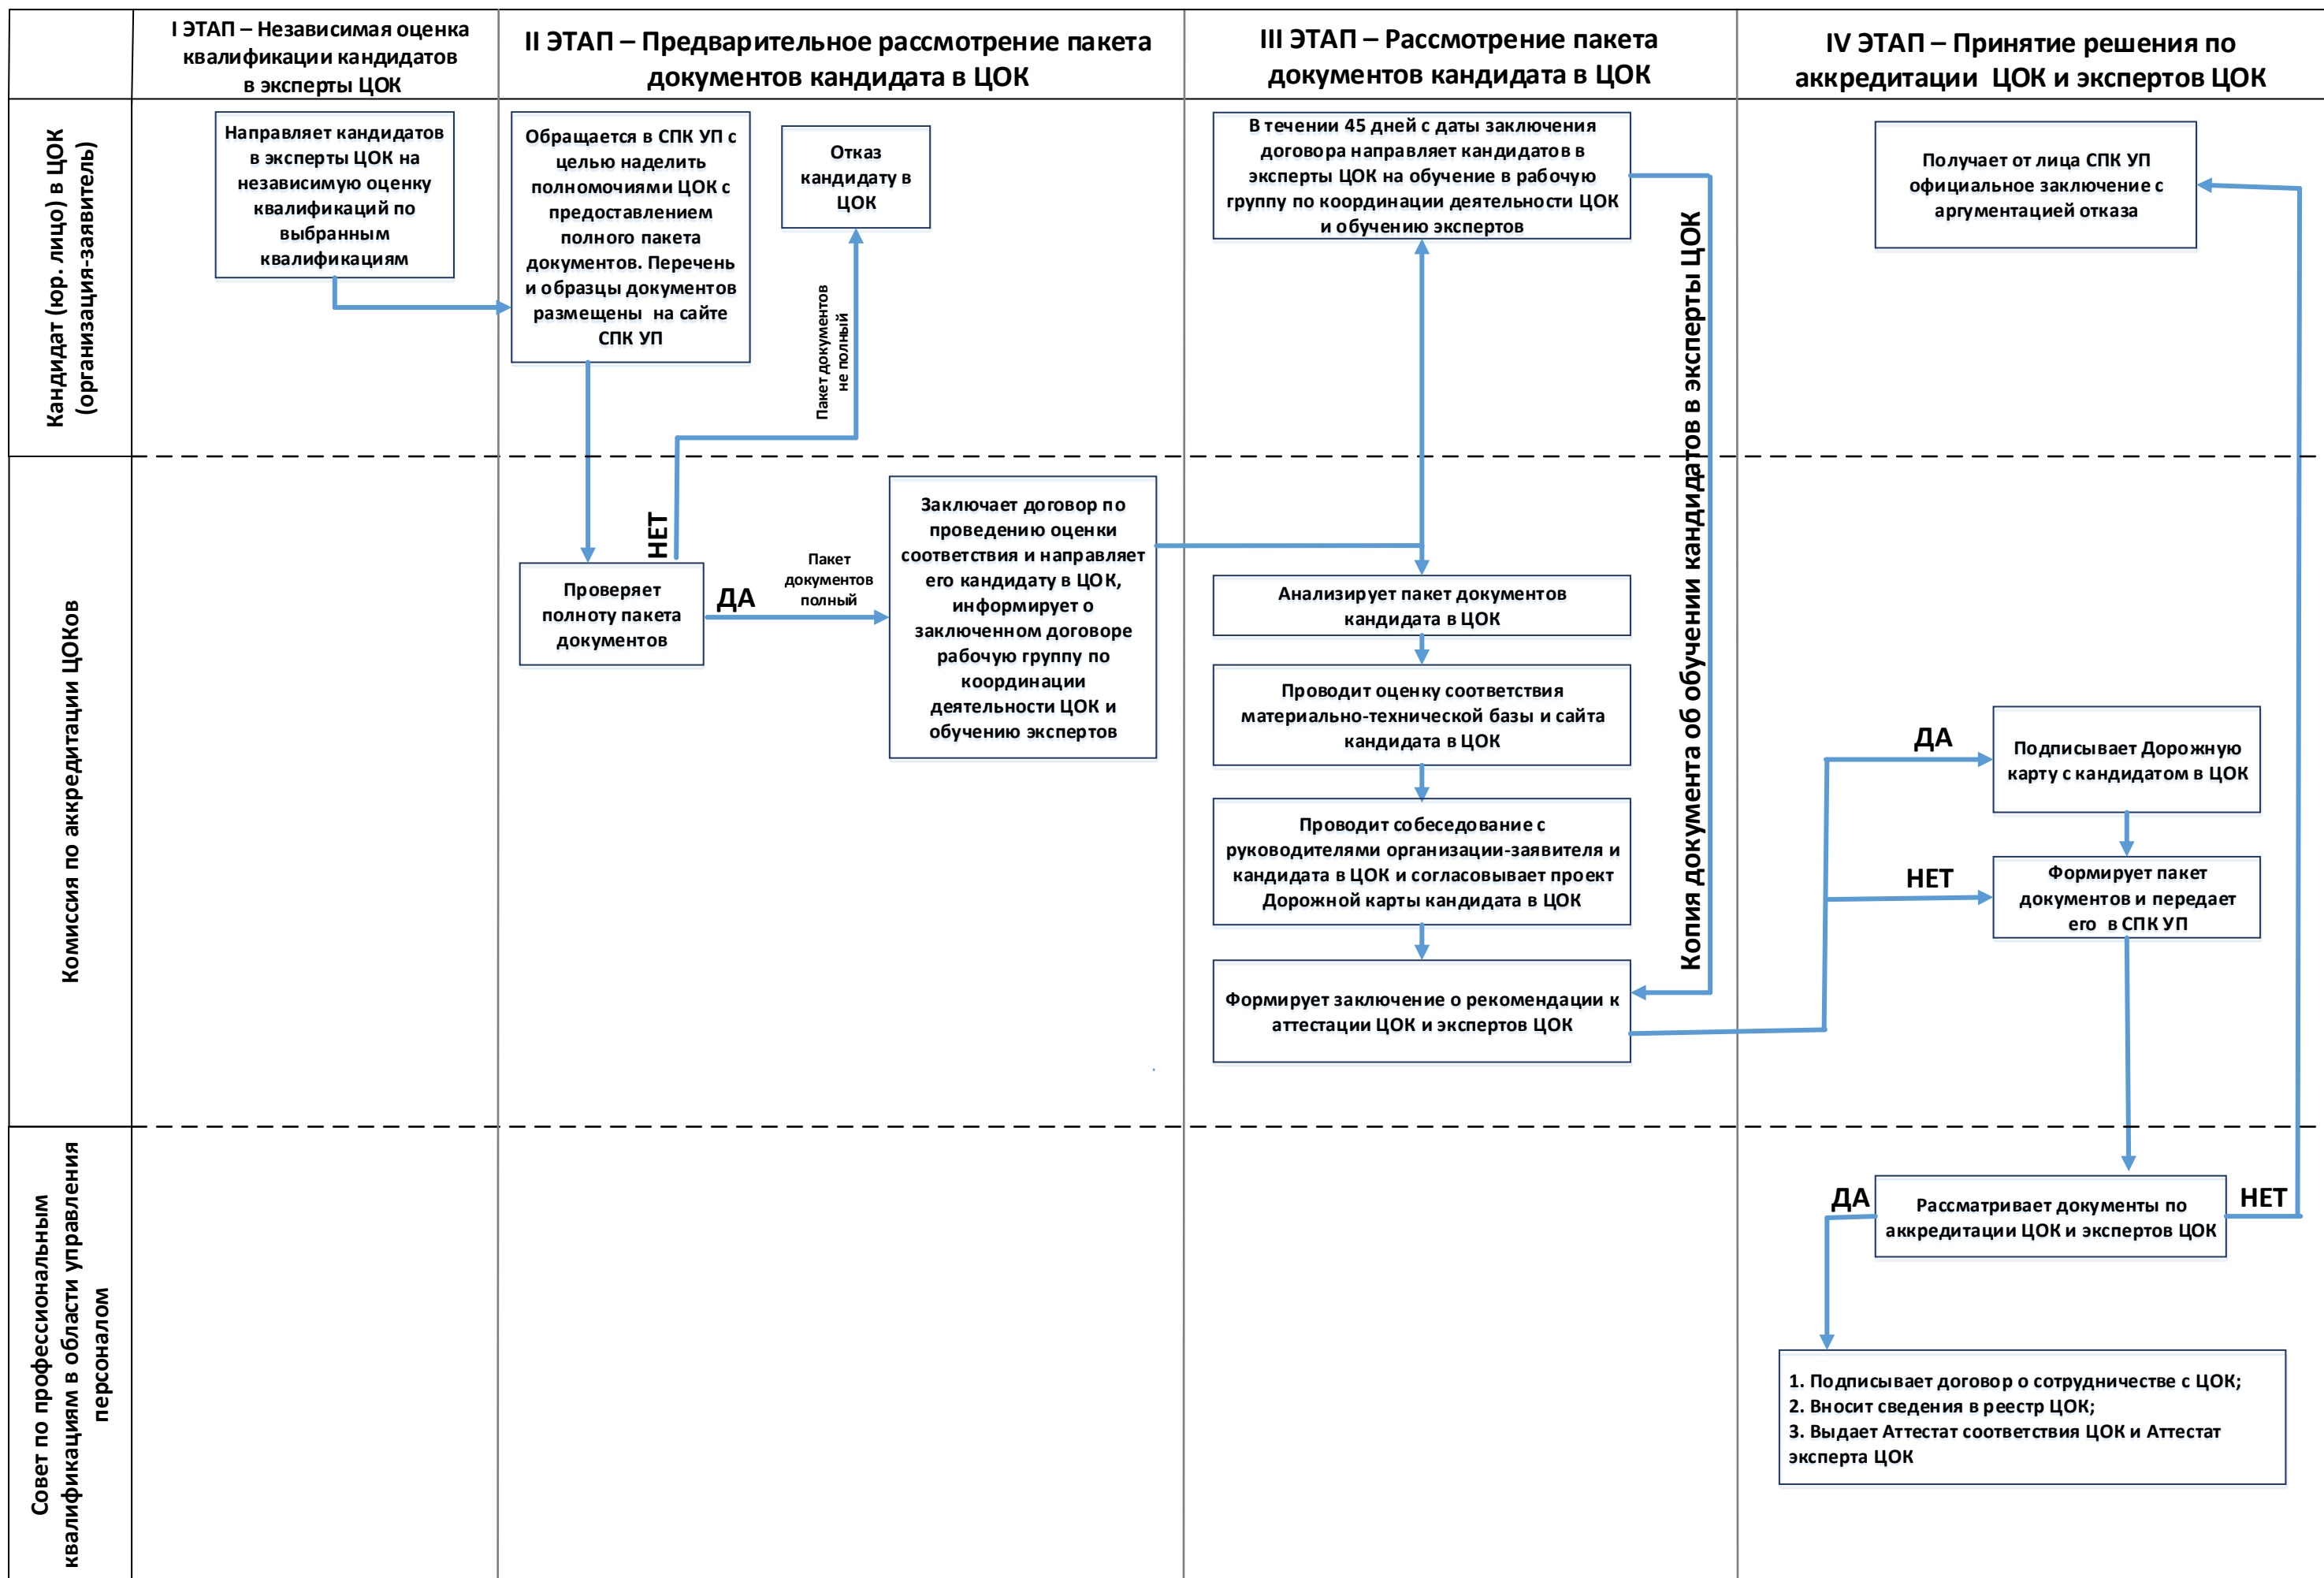 I ЭТАП – Независимая оценка
квалификации кандидатов
в эксперты ЦОК
II ЭТАП – Предварительное рассмотрение пакета
документов кандидата в ЦОК
III ЭТАП – Рассмотрение пакета
документов кандидата в ЦОК
IV ЭТАП – Принятие решения по
аккредитации ЦОК и экспертов ЦОК
Кандидат (юр. лицо) в ЦОК
(организация-заявитель)
Направляет кандидатов
в эксперты ЦОК на
независимую оценку
квалификаций по
выбранным
квалификациям
Обращается в СПК УП с
целью наделить
полномочиями ЦОК с
предоставлением
полного пакета
документов. Перечень
и образцы документов
размещены на сайте
СПК УП
Отказ
кандидату в
ЦОК
Пакет документов
не полный
В течении 45 дней с даты заключения
договора направляет кандидатов в
эксперты ЦОК на обучение в рабочую
группу по координации деятельности ЦОК
и обучению экспертов
Копия документа об обучении кандидатов в эксперты ЦОК
Получает от лица СПК УП
официальное заключение с
аргументацией отказа
Комиссия по аккредитации ЦОКов
Проверяет
полноту пакета
документов
НЕТ
ДА
Пакет
документов
полный
Заключает договор по
проведению оценки
соответствия и направляет
его кандидату в ЦОК,
информирует о
заключенном договоре
рабочую группу по
координации
деятельности ЦОК и
обучению экспертов
Анализирует пакет документов
кандидата в ЦОК
Проводит оценку соответствия
материально-технической базы и сайта
кандидата в ЦОК
Проводит собеседование с
руководителями организации-заявителя и
кандидата в ЦОК и согласовывает проект
Дорожной карты кандидата в ЦОК
Формирует заключение о рекомендации к
аттестации ЦОК и экспертов ЦОК
ДА
Подписывает Дорожную
карту с кандидатом в ЦОК
НЕТ
Формирует пакет
документов и передает
его в СПК УП
Совет по профессиональным
квалификациям в области управления
персоналом
ДА
Рассматривает документы по
аккредитации ЦОК и экспертов ЦОК
НЕТ
1. Подписывает договор о сотрудничестве с ЦОК;
2. Вносит сведения в реестр ЦОК;
3. Выдает Аттестат соответствия ЦОК и Аттестат
эксперта ЦОК